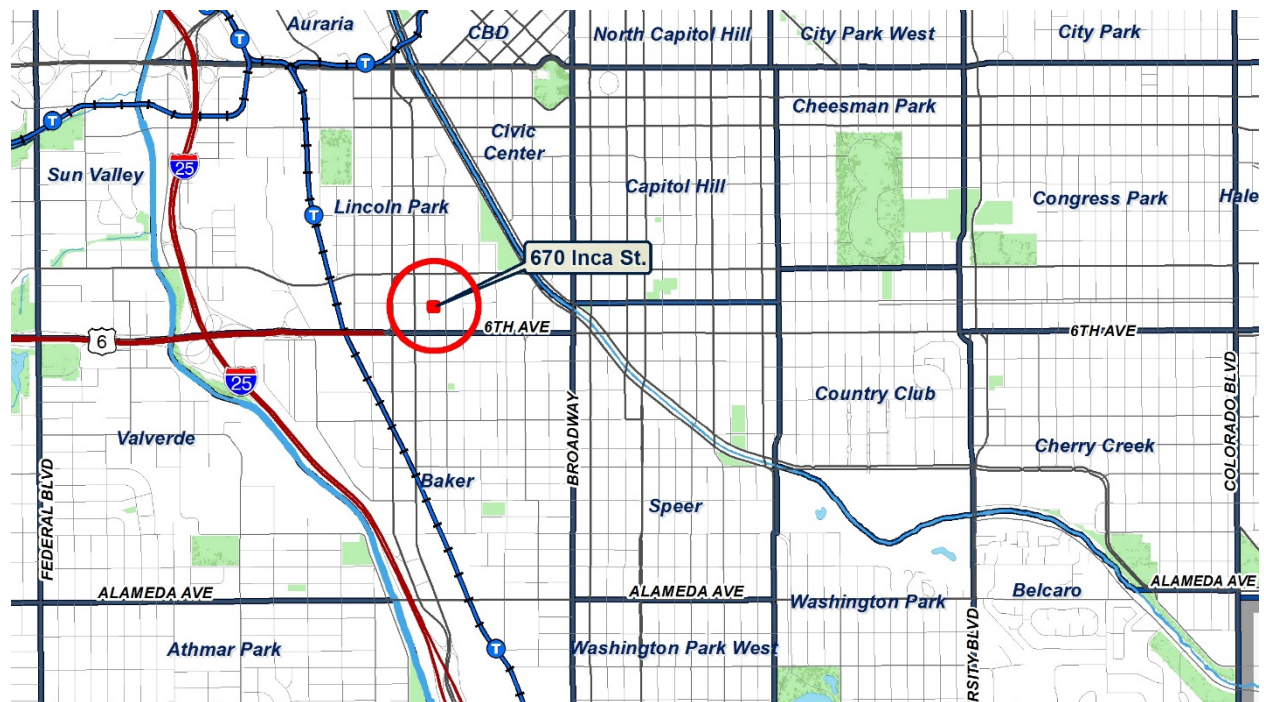 Auraria
CBD
North Capitol Hill
City Park West
City Park
T
T
T
Cheesman Park
Civic
Center
25
Sun Valley
Capitol Hill
Congress Park
Hale
Lincoln Park
T
670 Inca St.
6TH AVE
6TH AVE
6
25
Country Club
Valverde
BROADWAY
COLORADO BLVD
Cherry Creek
Baker
Speer
FEDERAL BLVD
ALAMEDA AVE
ALAMEDA AVE
ALAMEDA AVE
Washington Park
Belcaro
Athmar Park
T
Washington Park West
RSITY BLVD